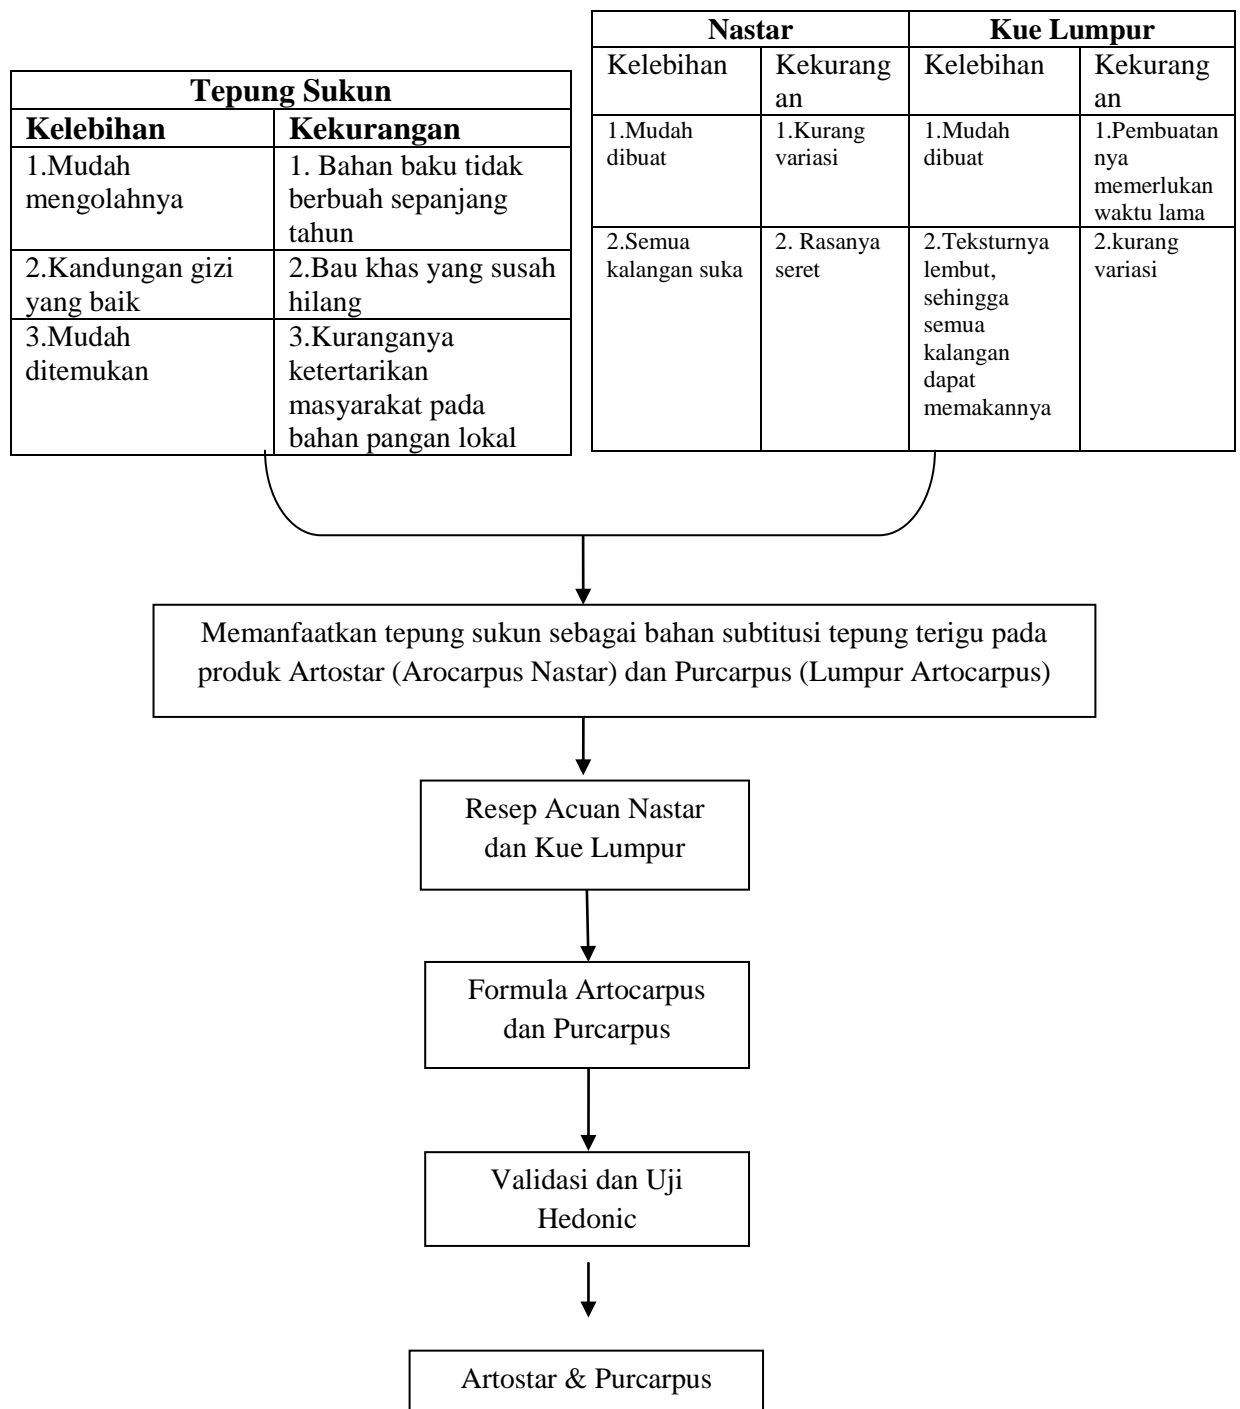 Tepung Sukun
Kelebihan Kekurangan
1.Mudah
mengolahnya
1. Bahan baku tidak
berbuah sepanjang
tahun
2.Kandungan gizi
yang baik
2.Bau khas yang susah
hilang
3.Mudah
ditemukan
3.Kuranganya
ketertarikan
masyarakat pada
bahan pangan lokal
Nastar Kue Lumpur
Kelebihan
Kekurang
an
Kelebihan
Kekurang
an
1.Mudah
dibuat
1.Kurang
variasi
1.Mudah
dibuat
1.Pembuatan
nya
memerlukan
waktu lama
2.Semua
kalangan suka
2. Rasanya
seret
2.Teksturnya
lembut,
sehingga
semua
kalangan
dapat
memakannya
2.kurang
variasi
Memanfaatkan tepung sukun sebagai bahan subtitusi tepung terigu pada
produk Artostar (Arocarpus Nastar) dan Purcarpus (Lumpur Artocarpus)
Resep Acuan Nastar
dan Kue Lumpur
Formula Artocarpus
dan Purcarpus
Validasi dan Uji
Hedonic
Artostar & Purcarpus